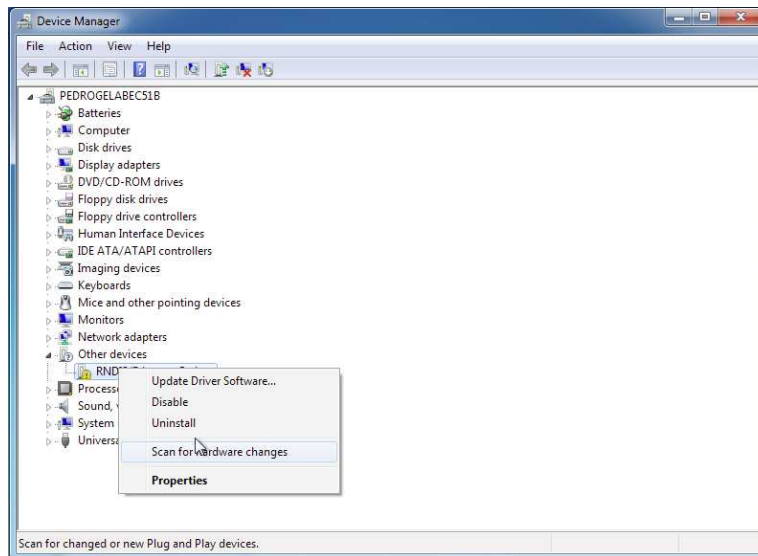 Device Manager
File Action View Help
PEDROGELABEC51B
Batteries
Computer
Disk drives
Display adapters
DVD/CD-ROM drives
Floppy disk drives
Floppy drive controllers
Human Interface Devices
IDE ATA/ATAPI controllers
Imaging devices
Keyboards
Mice and other pointing devices
Monitors
Network adapters
Other devices
Update Driver Software...
Disable
Uninstall
Scan for hardware changes
Properties
Sound,
System
Scan for changed or new Plug and Play devices.